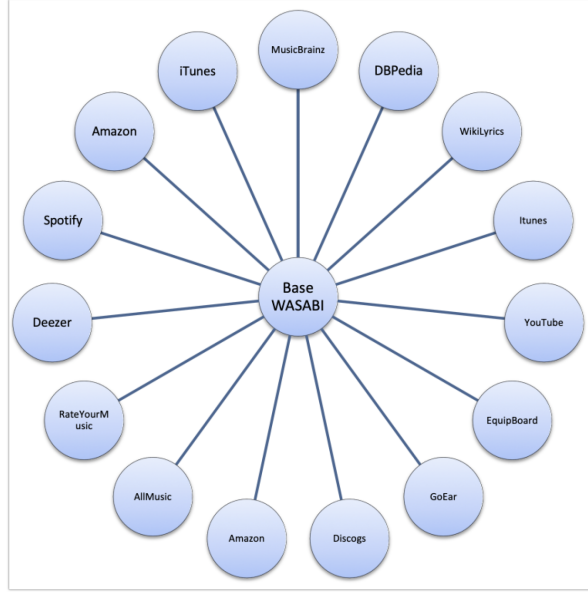 MusicBrainz
iTunes
DBPedia
Amazon
WikiLyrics
Spotify
Itunes
Base
WASABI
Deezer
YouTube
RateYourM
usic
EquipBoard
AllMusic
GoEar
Amazon
Discogs